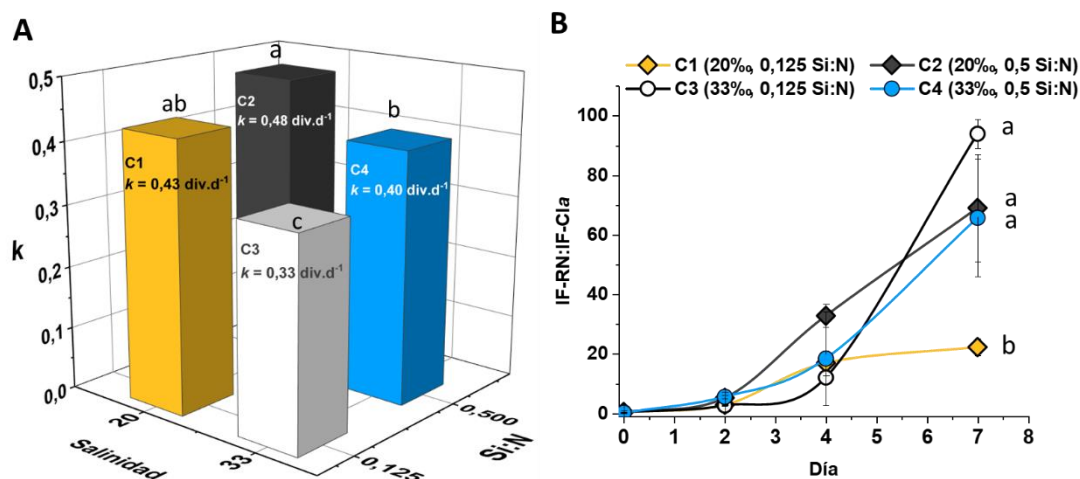 A
a
ab
b
c
C2
k = 0,48 div.d⁻¹
C1
k = 0,43 div.d⁻¹
C4
k = 0,40 div.d⁻¹
C3
k = 0,33 div.d⁻¹
0,5
0,4
0,3
0,2
0,1
0,0
k
20
33
Salinidad
0,125
0,500
Si:N
B
C1 (20‰, 0,125 Si:N)
C2 (20‰, 0,5 Si:N)
C3 (33‰, 0,125 Si:N)
C4 (33‰, 0,5 Si:N)
100
80
60
40
20
0
IF-RN:IF-Cla
a
a
a
b
0 1 2 3 4 5 6 7 8
Día